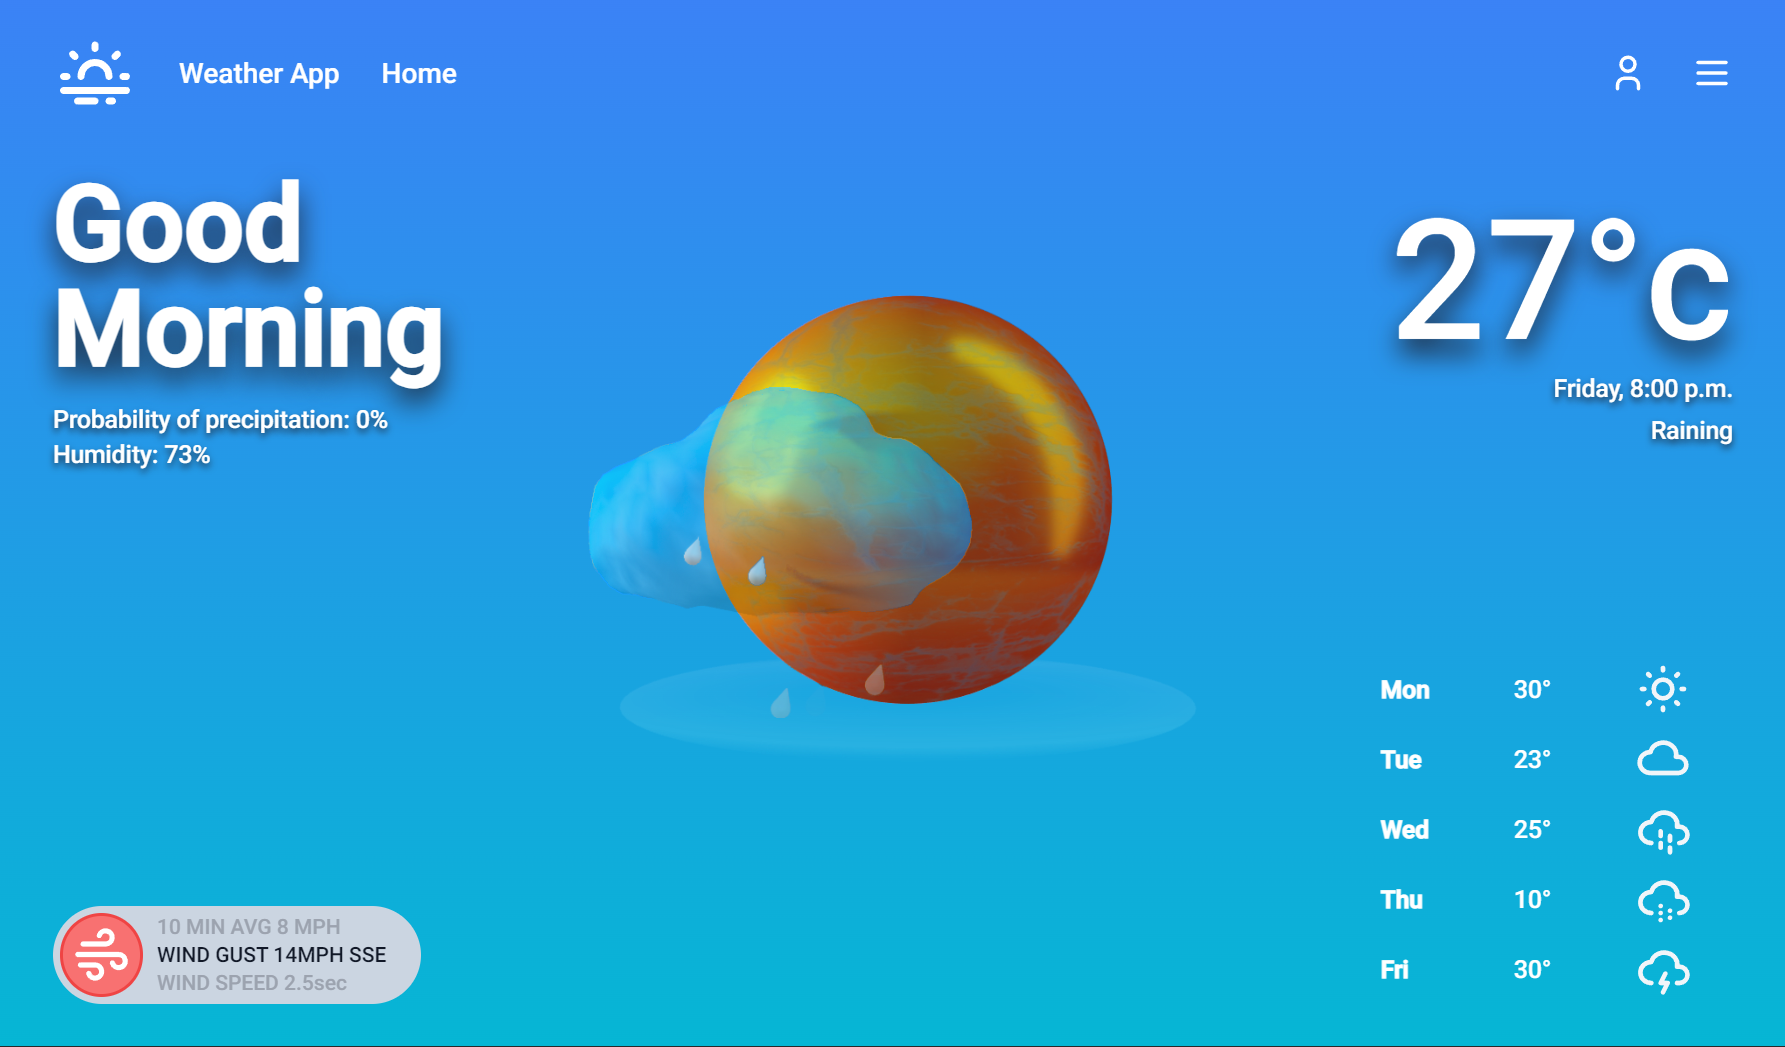 Weather App Home
Good
Morning
Probability of precipitation: 0%
Humidity: 73%
27°c
Friday, 8:00 p.m.
Raining
Mon 30°
Tue 23°
Wed 25°
Thu 10°
Fri 30°
10 MIN AVG 8 MPH
WIND GUST 14MPH SSE
WIND SPEED 2.5sec